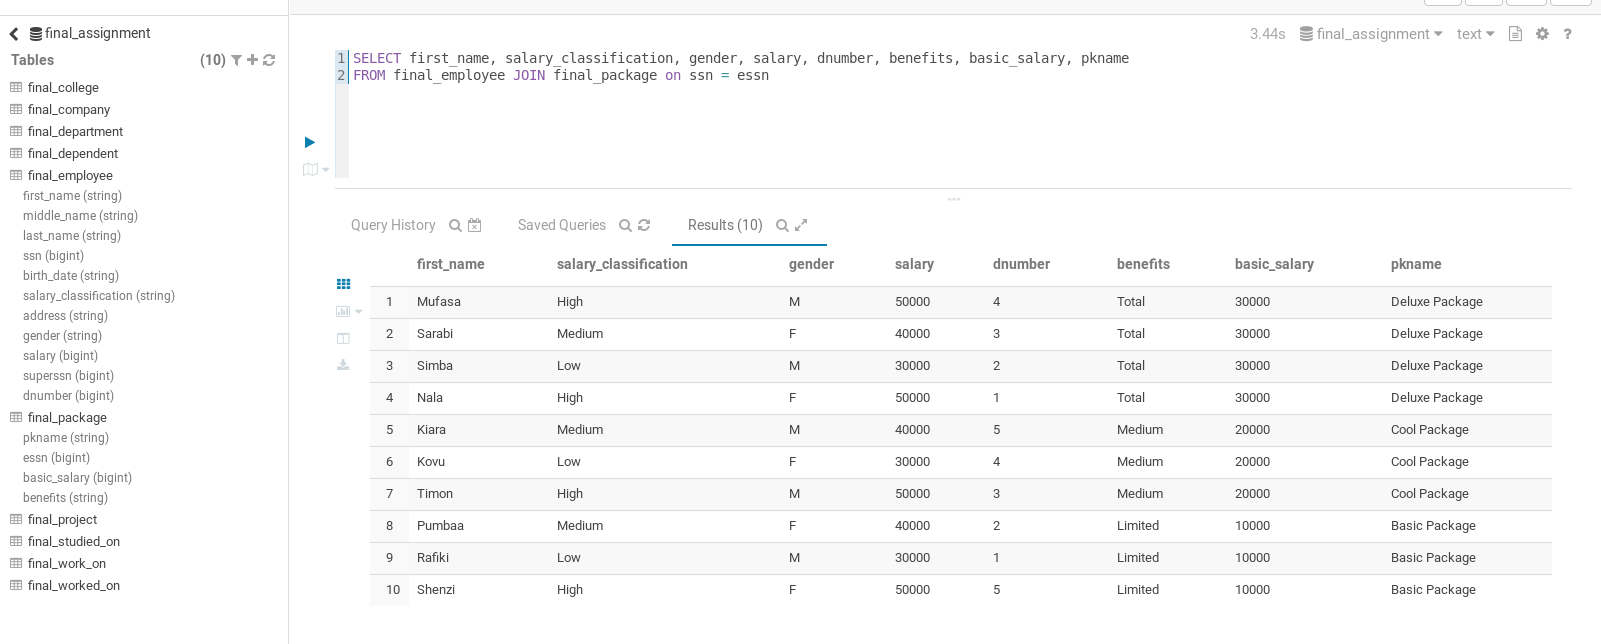 final_assignment
Tables (10)
final_college
final_company
final_department
final_dependent
final_employee
first_name (string)
middle_name (string)
last_name (string)
ssn (bigint)
birth_date (string)
salary_classification (string)
address (string)
gender (string)
salary (bigint)
superssn (bigint)
dnumber (bigint)
final_package
pkname (string)
essn (bigint)
basic_salary (bigint)
benefits (string)
final_project
final_studied_on
final_work_on
final_worked_on
3.44s final_assignment text ?
1 SELECT first_name, salary_classification, gender, salary, dnumber, benefits, basic_salary, pkname
2 FROM final_employee JOIN final_package on ssn = essn
Query History Saved Queries Results (10)
first_name salary_classification gender salary dnumber benefits basic_salary pkname
1 Mufasa High M 50000 4 Total 30000 Deluxe Package
2 Sarabi Medium F 40000 3 Total 30000 Deluxe Package
3 Simba Low M 30000 2 Total 30000 Deluxe Package
4 Nala High F 50000 1 Total 30000 Deluxe Package
5 Kiara Medium M 40000 5 Medium 20000 Cool Package
6 Kovu Low F 30000 4 Medium 20000 Cool Package
7 Timon High M 50000 3 Medium 20000 Cool Package
8 Pumbaa Medium F 40000 2 Limited 10000 Basic Package
9 Rafiki Low M 30000 1 Limited 10000 Basic Package
10 Shenzi High F 50000 5 Limited 10000 Basic Package